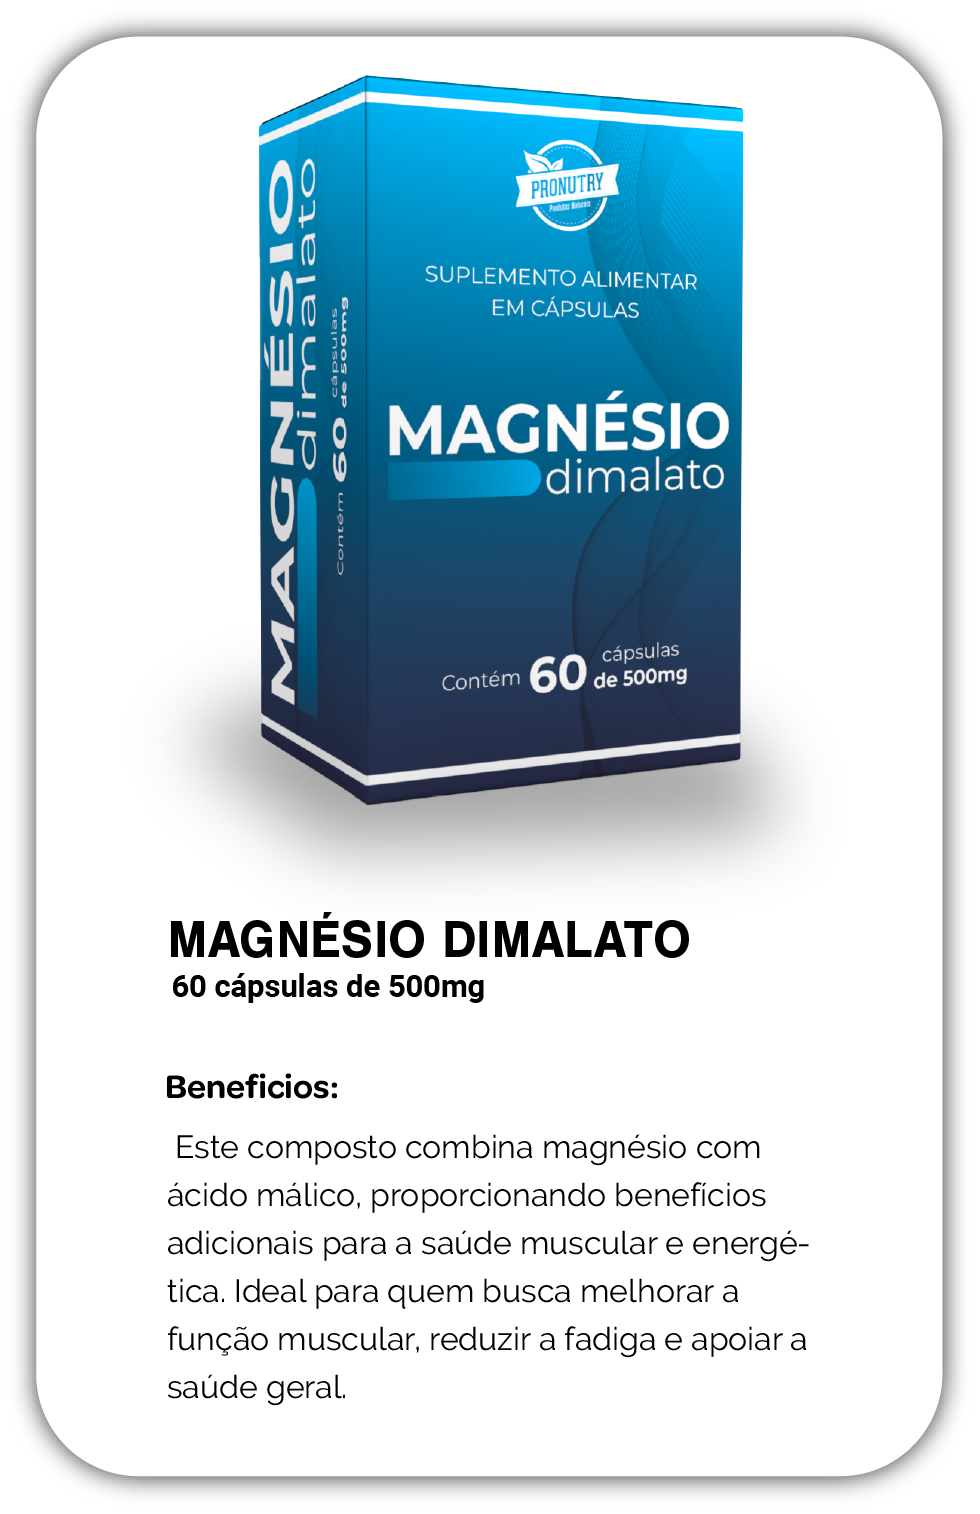 PRONUTRY
Produtos Naturais
SUPLEMENTO ALIMENTAR
EM CÁPSULAS
MAGNÉSIO
dimalato
Contém 60 cápsulas
de 500mg
MAGNÉSIO
dimalato
Contém 60 cápsulas
de 500mg
MAGNÉSIO DIMALATO
60 cápsulas de 500mg
Beneficios:
Este composto combina magnésio com
ácido málico, proporcionando benefícios
adicionais para a saúde muscular e energé-
tica. Ideal para quem busca melhorar a
função muscular, reduzir a fadiga e apoiar a
saúde geral.